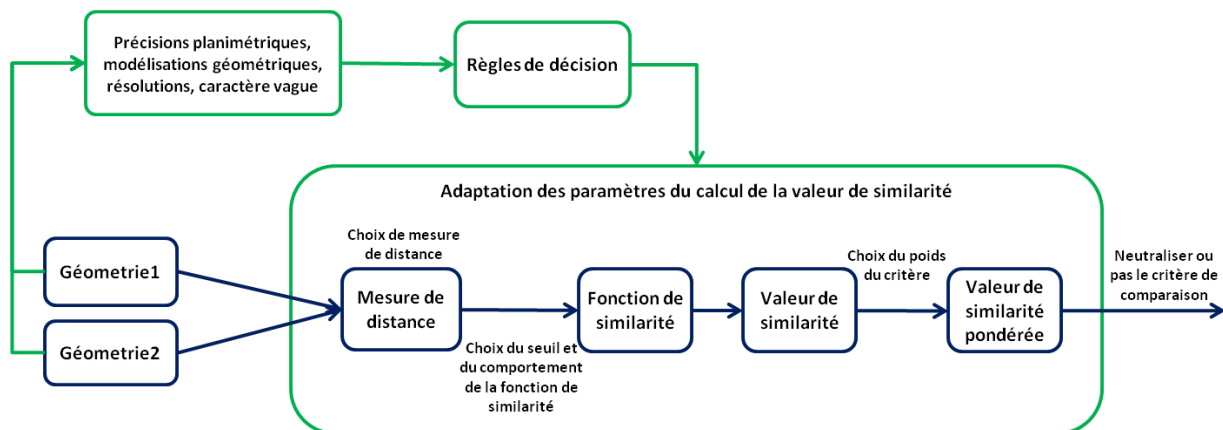 Précisions planimétriques,
modélisations géométriques,
résolutions, caractère vague
Règles de décision
Adaptation des paramètres du calcul de la valeur de similarité
Géometrie1
Géometrie2
Choix de mesure
de distance
Mesure de
distance
Choix du seuil et
du comportement
de la fonction de
similarité
Fonction de
similarité
Valeur de
similarité
Choix du poids
du critère
Valeur de
similarité
pondérée
Neutraliser ou
pas le critère de
comparaison